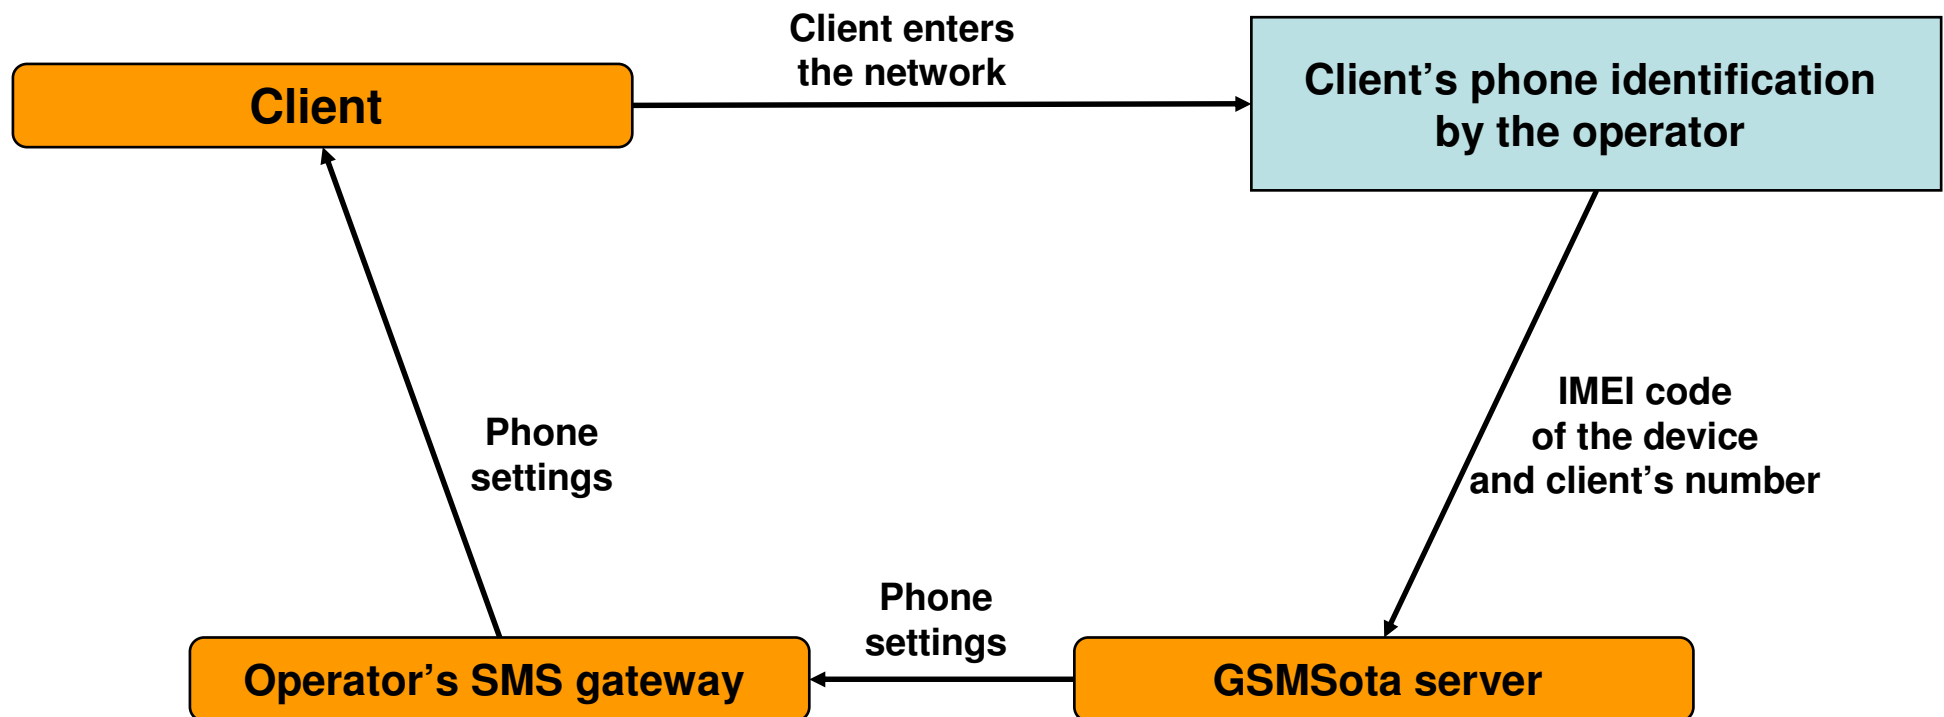 Client enters
the network
Client
Client’s phone identification
by the operator
IMEI code
of the device
and client’s number
Phone
settings
Phone
settings
Operator’s SMS gateway
GSMSota server